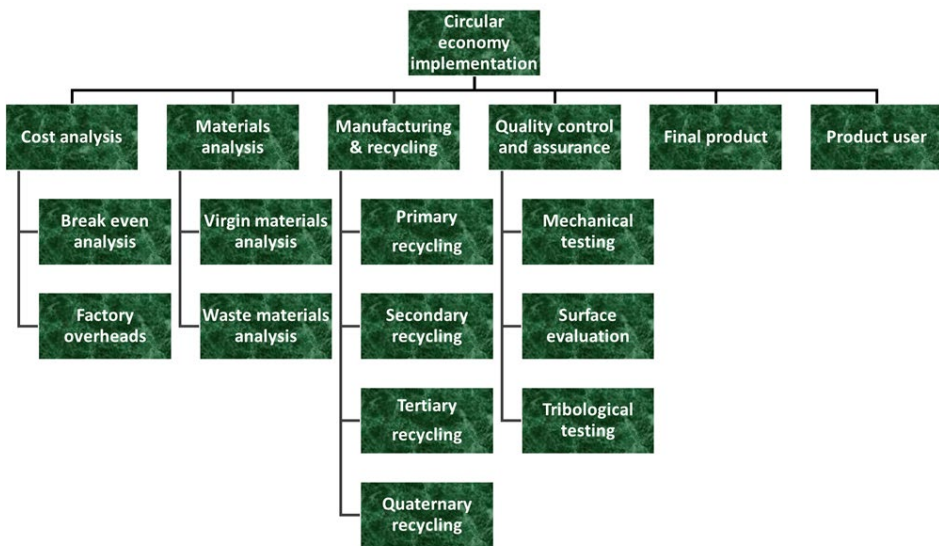 Circular
economy
implementation
Cost analysis
Materials
analysis
Manufacturing
& recycling
Quality control
and assurance
Final product
Product user
Break even
analysis
Factory
overheads
Virgin materials
analysis
Waste materials
analysis
Primary
recycling
Secondary
recycling
Tertiary
recycling
Quaternary
recycling
Mechanical
testing
Surface
evaluation
Tribological
testing